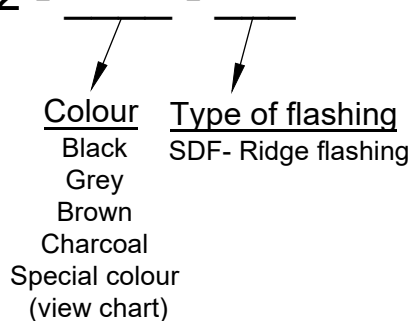 Colour Type of flashing
Black SDF- Ridge flashing
Grey
Brown
Charcoal
Special colour
(view chart)